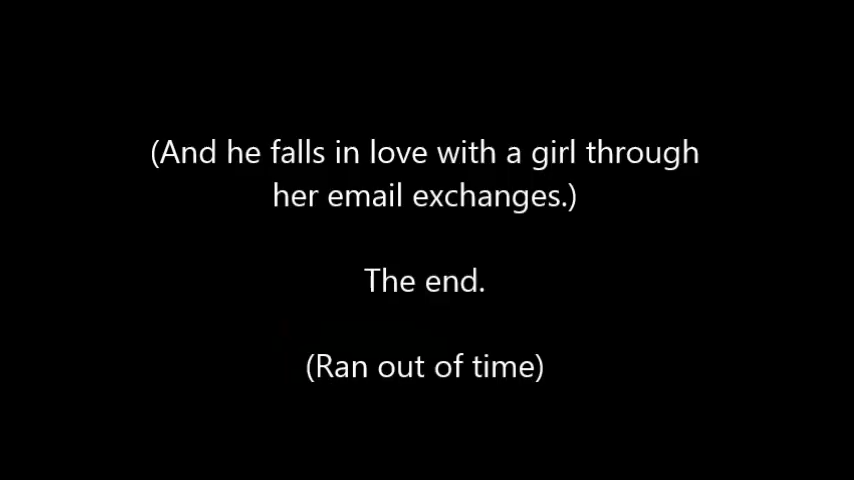 (And he falls in love with a girl through
her email exchanges.)
The end.
(Ran out of time)